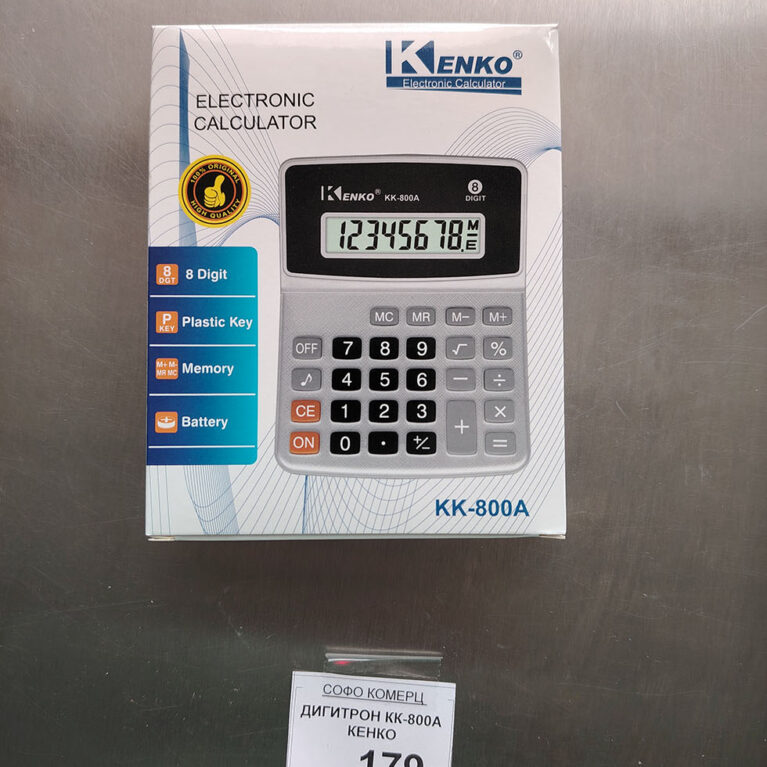 KENKO®
Electronic Calculator
ELECTRONIC
CALCULATOR
100% ORIGINAL
HIGH QUALITY
KENKO® KK-800A
8
DIGIT
12345678.
M
−
E
MC MR M− M+
OFF 7 8 9 √ %
♪ 4 5 6 − ÷
CE 1 2 3 + ×
ON 0 • +/− =
8
DGT
8 Digit
P
KEY
Plastic Key
M+ M-
MR MC
Memory
Battery
KK-800A
СОФО КОМЕРЦ
ДИГИТРОН КК-800А
КЕНКО
179